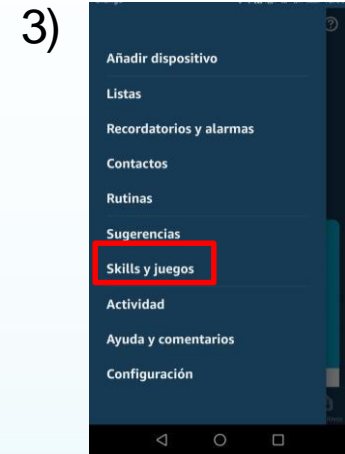 3)
Añadir dispositivo
Listas
Recordatorios y alarmas
Contactos
Rutinas
Sugerencias
Skills y juegos
Actividad
Ayuda y comentarios
Configuración